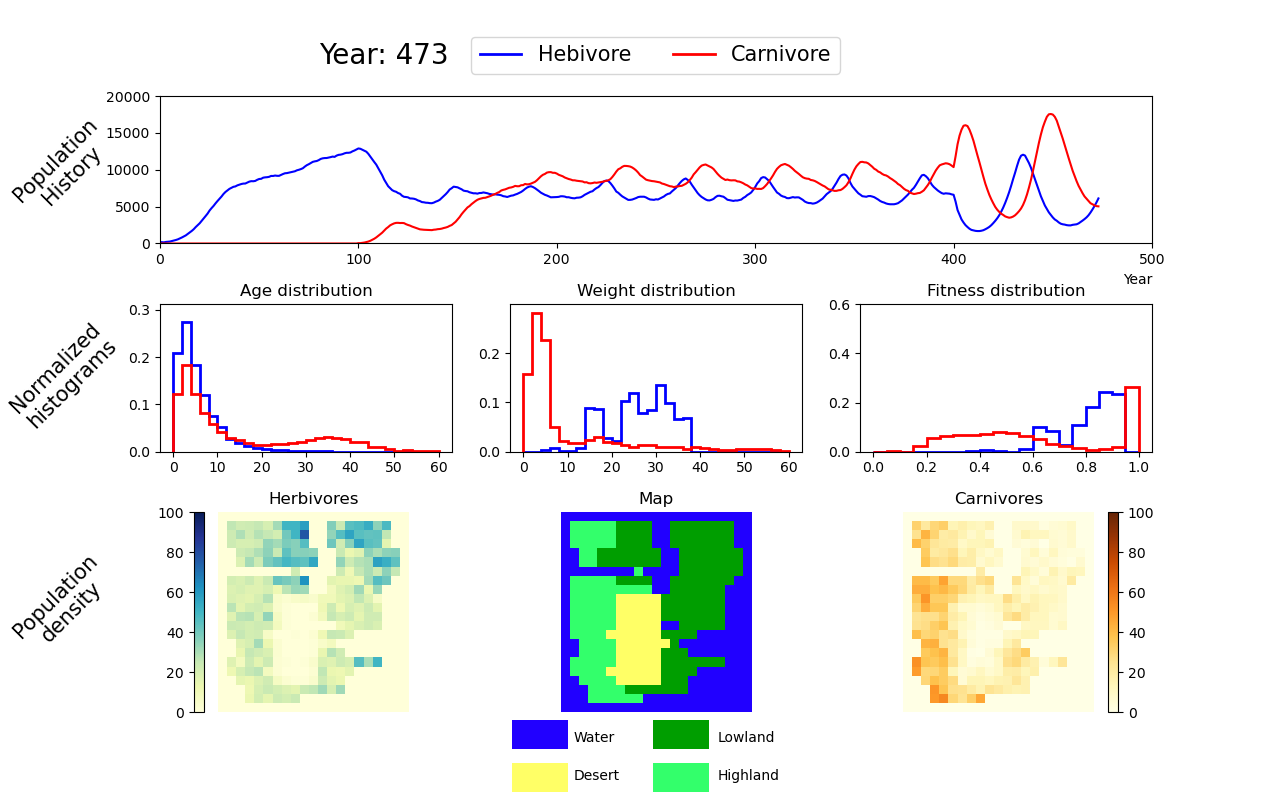 Year: 473
Hebivore
Carnivore
Population
History
20000
15000
10000
5000
0
0 100 200 300 400 500
Year
Normalized
histograms
Age distribution
0.3
0.2
0.1
0.0
0 10 20 30 40 50 60
Weight distribution
0.2
0.1
0.0
0 10 20 30 40 50 60
Fitness distribution
0.6
0.4
0.2
0.0
0.0 0.2 0.4 0.6 0.8 1.0
Population
density
Herbivores
100
80
60
40
20
0
Map
Carnivores
100
80
60
40
20
0
Water
Lowland
Desert
Highland